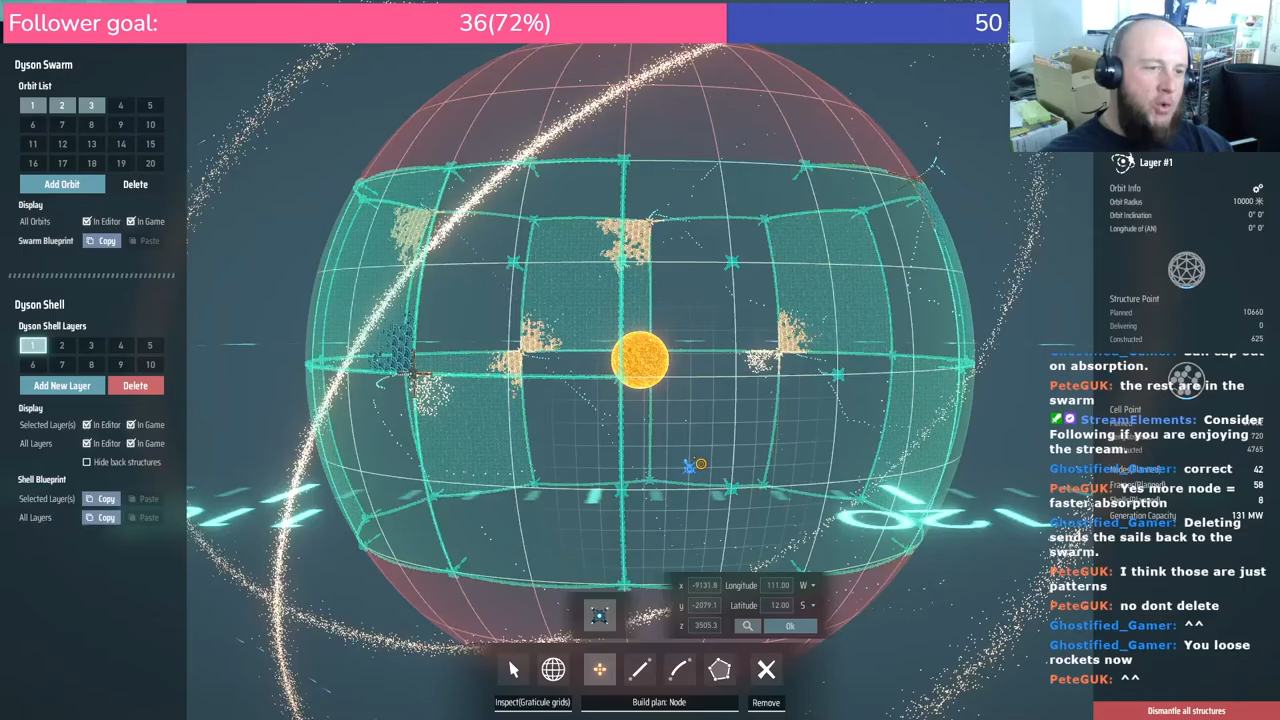 Follower goal:
36(72%)
50
Dyson Swarm
Orbit List
1 2 3 4 5
6 7 8 9 10
11 12 13 14 15
16 17 18 19 20
Add Orbit Delete
Display
All Orbits In Editor In Game
Swarm Blueprint Copy Paste
Dyson Shell
Dyson Shell Layers
1 2 3 4 5
6 7 8 9 10
Add New Layer Delete
Display
Selected Layer(s) In Editor In Game
All Layers In Editor In Game
Hide back structures
Shell Blueprint
Selected Layer(s) Copy Paste
All Layers Copy Paste
x -9131.8 Longitude 111.00 W
y -2079.1 Latitude 12.00 S
z 3505.3 Ok
Inspect(Graticule grids) Build plan: Node Remove
Layer #1
Orbit Info
Orbit Radius 10000
Orbit Inclination 0° 0'
Longitude of (AN) 0° 0'
Structure Point
Planned 10660
Delivering 0
Constructed 625
on absorption.
PeteGUK: the rest are in the
swarm
Cell Point
StreamElements: Consider
Following if you are enjoying
720
the stream.
4765
Ghostified_Gamer: correct
42
PeteGUK: Yes more node =
58
faster absorption
8
Generation Capacity 131 MW
Ghostified_Gamer: Deleting
sends the sails back to the
swarm.
PeteGUK: I think those are just
patterns
PeteGUK: no dont delete
Ghostified_Gamer: ^^
Ghostified_Gamer: You loose
rockets now
PeteGUK: ^^
Dismantle all structures